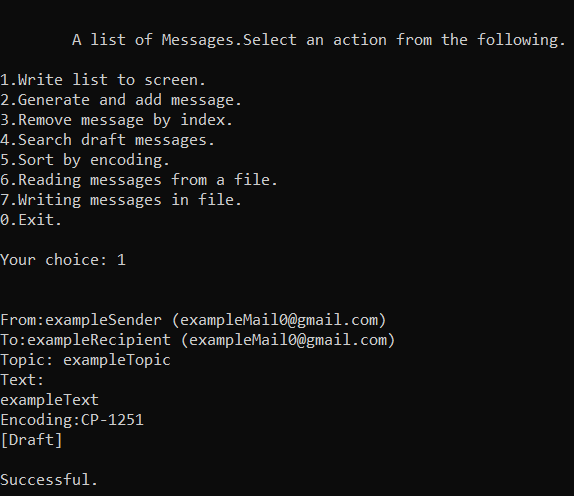 A list of Messages.Select an action from the following.
1.Write list to screen.
2.Generate and add message.
3.Remove message by index.
4.Search draft messages.
5.Sort by encoding.
6.Reading messages from a file.
7.Writing messages in file.
0.Exit.
Your choice: 1
From:exampleSender (exampleMail0@gmail.com)
To:exampleRecipient (exampleMail0@gmail.com)
Topic: exampleTopic
Text:
exampleText
Encoding:CP-1251
[Draft]
Successful.